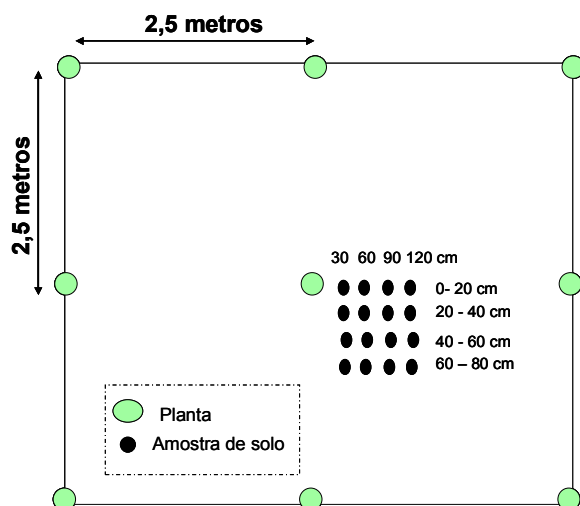 2,5 metros
2,5 metros
30 60 90 120 cm
0- 20 cm
20 - 40 cm
40 - 60 cm
60 – 80 cm
Planta
Amostra de solo